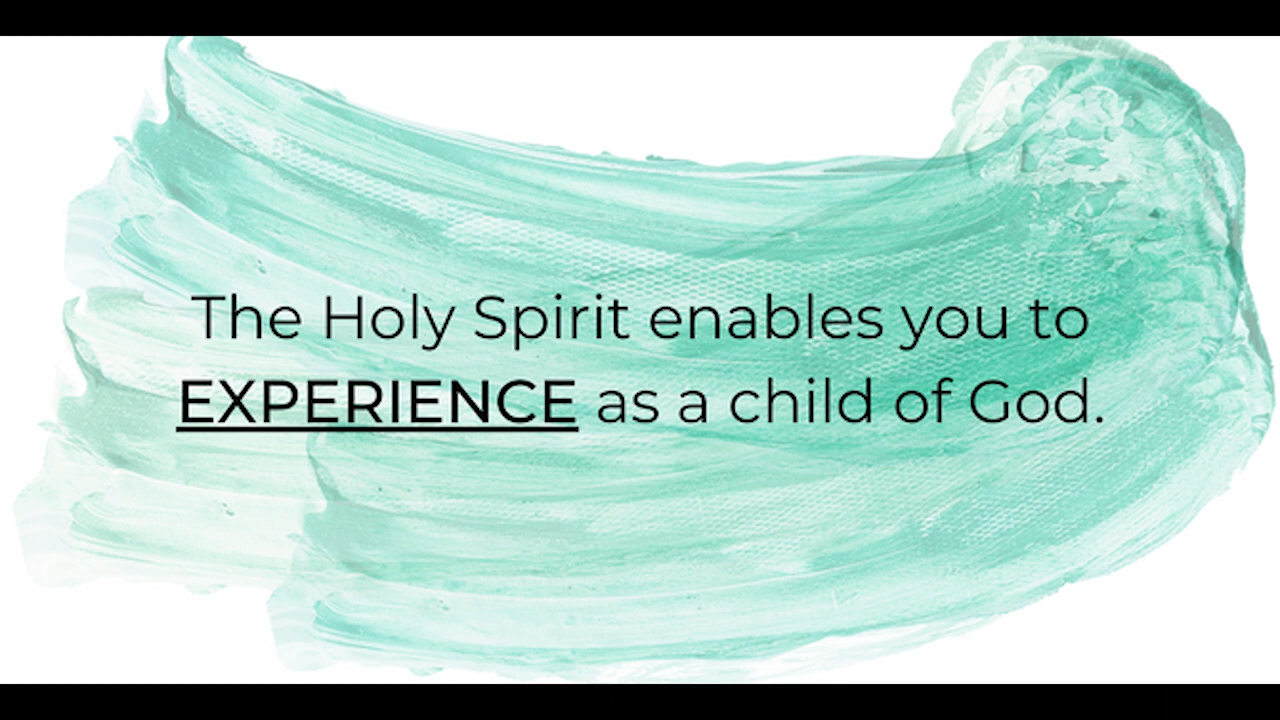 The Holy Spirit enables you to
EXPERIENCE as a child of God.